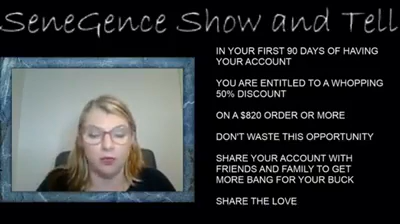 SeneGence Show and Tell
IN YOUR FIRST 90 DAYS OF HAVING
YOUR ACCOUNT
YOU ARE ENTITLED TO A WHOPPING
50% DISCOUNT
ON A $820 ORDER OR MORE
DON'T WASTE THIS OPPORTUNITY
SHARE YOUR ACCOUNT WITH
FRIENDS AND FAMILY TO GET
MORE BANG FOR YOUR BUCK
SHARE THE LOVE